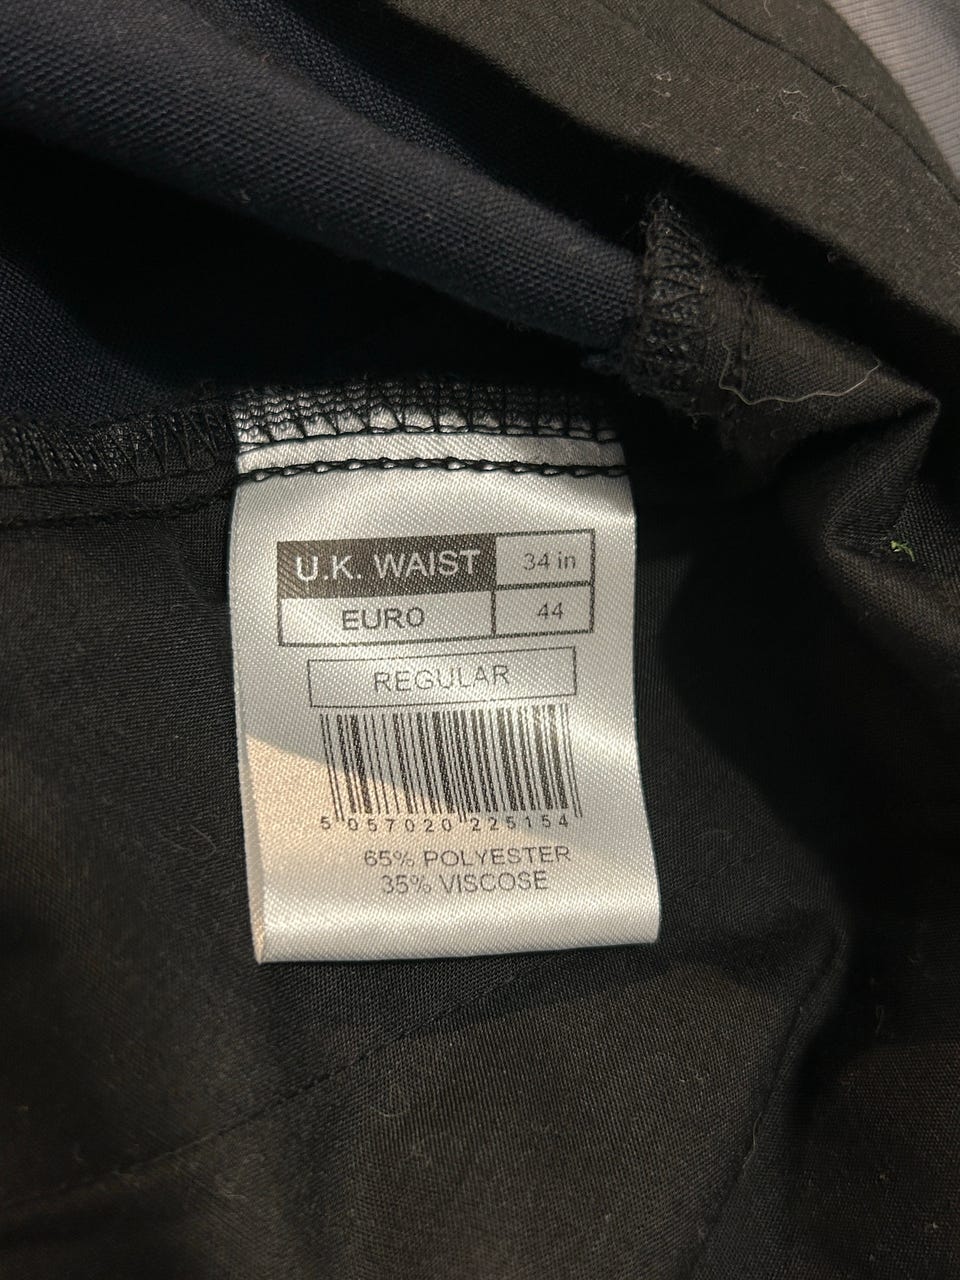 U.K. WAIST 34 in
EURO 44
REGULAR
5 057020 225154
65% POLYESTER
35% VISCOSE